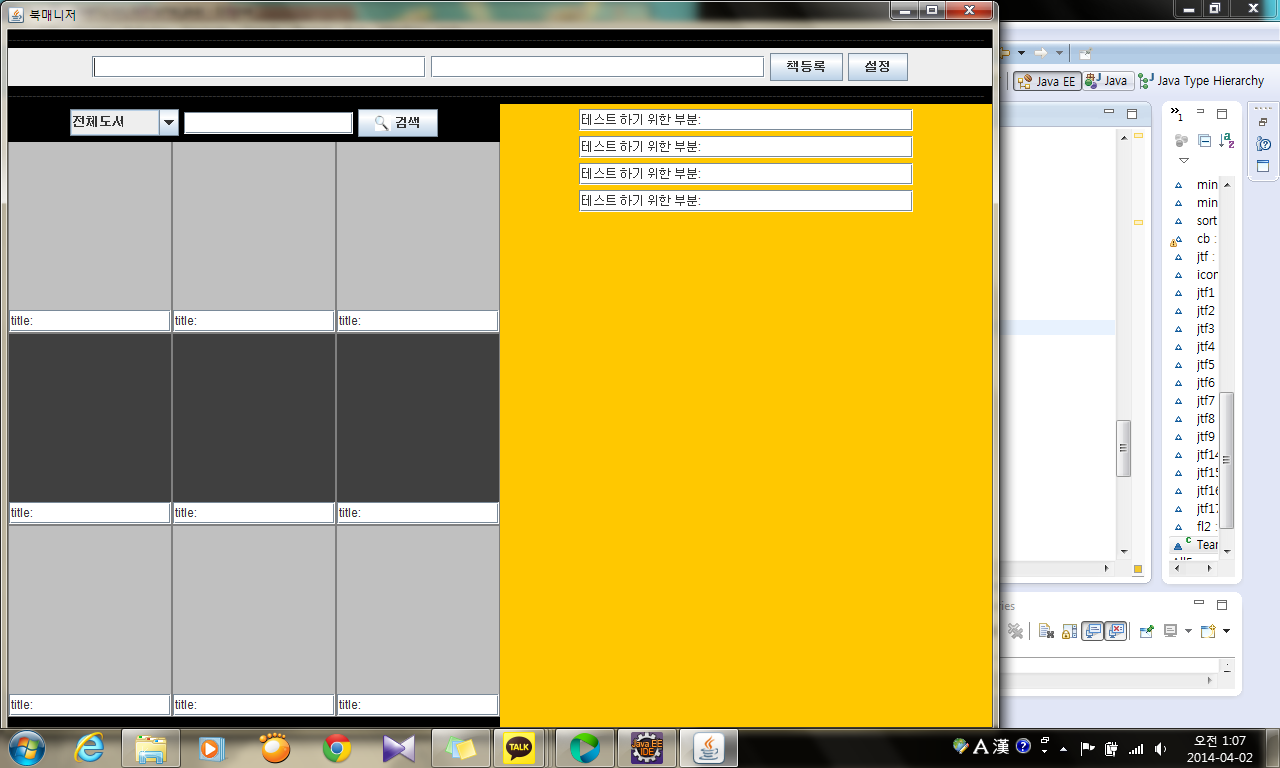 북매니저
책등록 설정
Java EE Java Java Type Hierarchy
전체도서 검색
테스트 하기 위한 부분:
테스트 하기 위한 부분:
테스트 하기 위한 부분:
테스트 하기 위한 부분:
title: title: title:
title: title: title:
title: title: title:
1
min
min
sort
cb :
jtf :
icon
jtf1
jtf2
jtf3
jtf4
jtf5
jtf6
jtf7
jtf8
jtf9
jtf14
jtf15
jtf16
jtf17
fl2 :
Tear
ies
TALK
Java EE
IDE
A 漢
오전 1:07
2014-04-02